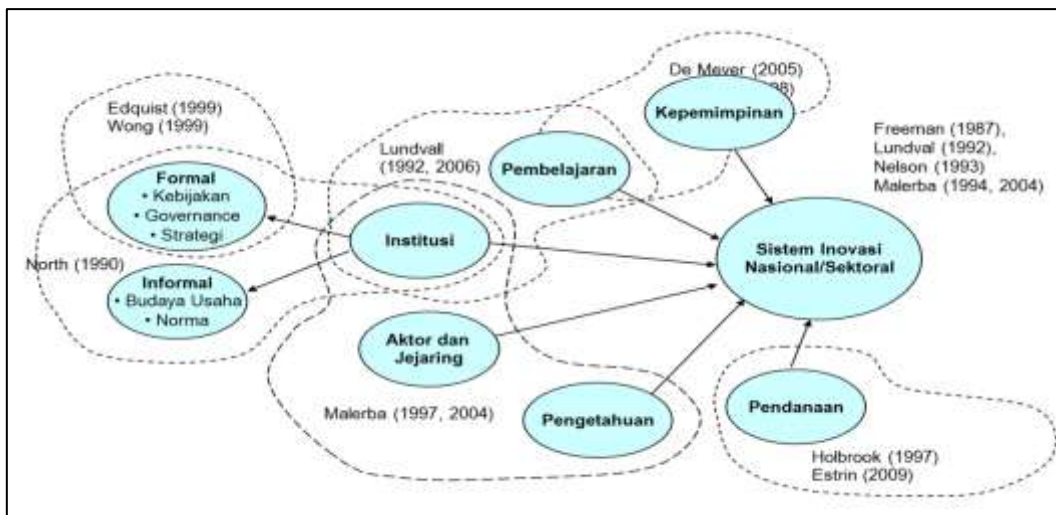 De Meyer (2005)
Kepemimpinan
Edquist (1999)
Wong (1999)
Freeman (1987),
Lundval (1992),
Nelson (1993)
Malerba (1994, 2004)
Lundvall
(1992, 2006)
Pembelajaran
Formal
• Kebijakan
• Governance
• Strategi
Institusi
Sistem Inovasi
Nasional/Sektoral
North (1990)
Informal
• Budaya Usaha
• Norma
Aktor dan
Jejaring
Malerba (1997, 2004)
Pengetahuan
Pendanaan
Holbrook (1997)
Estrin (2009)